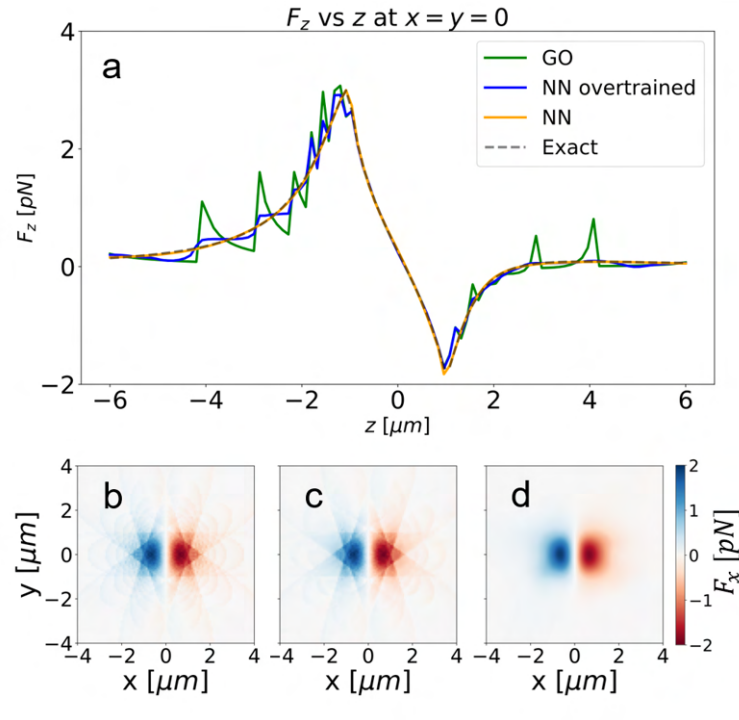 F_z vs z at x = y = 0
4
2
0
−2
F_z [pN]
a
GO
NN overtrained
NN
Exact
−6 −4 −2 0 2 4 6
z [μm]
4
2
0
−2
−4
y [μm]
b
c
d
−4 −2 0 2 4
−4 −2 0 2 4
−4 −2 0 2 4
x [μm]
x [μm]
x [μm]
2
1
0
−1
−2
F_x [pN]